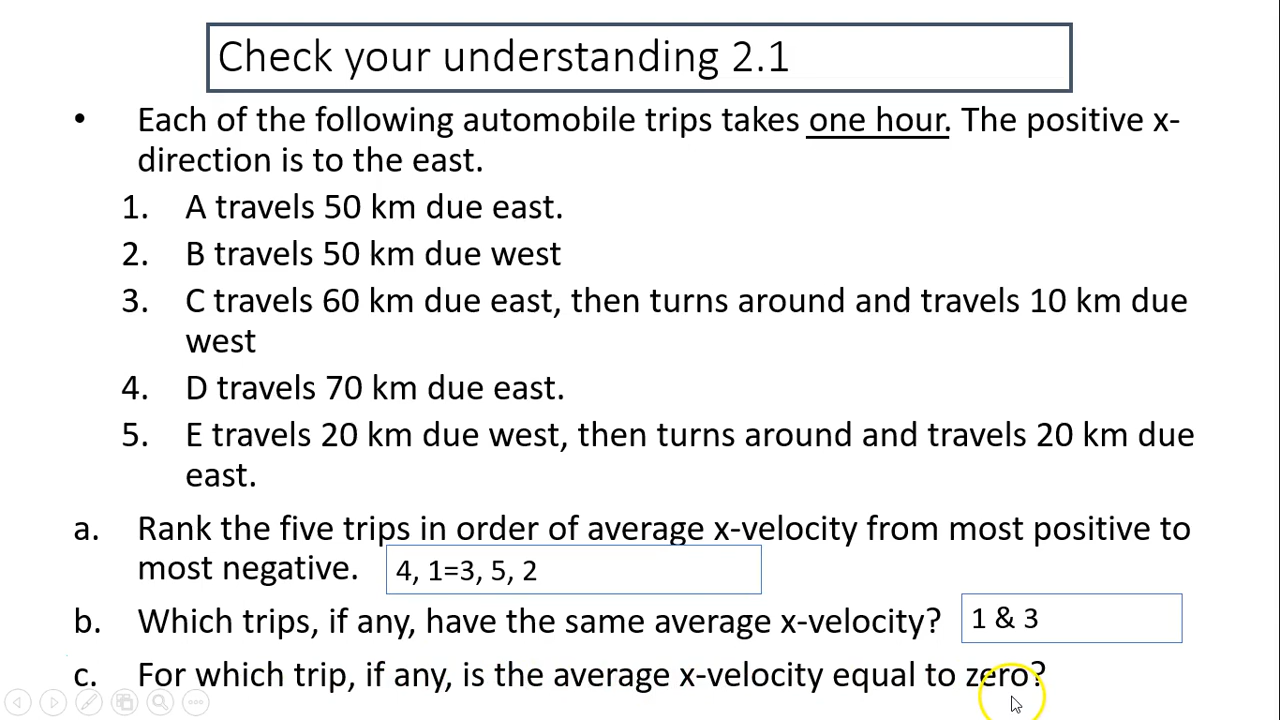 Check your understanding 2.1
• Each of the following automobile trips takes one hour. The positive x-
direction is to the east.
1. A travels 50 km due east.
2. B travels 50 km due west
3. C travels 60 km due east, then turns around and travels 10 km due
west
4. D travels 70 km due east.
5. E travels 20 km due west, then turns around and travels 20 km due
east.
a. Rank the five trips in order of average x-velocity from most positive to
most negative. 4, 1=3, 5, 2
b. Which trips, if any, have the same average x-velocity? 1 & 3
c. For which trip, if any, is the average x-velocity equal to zero?